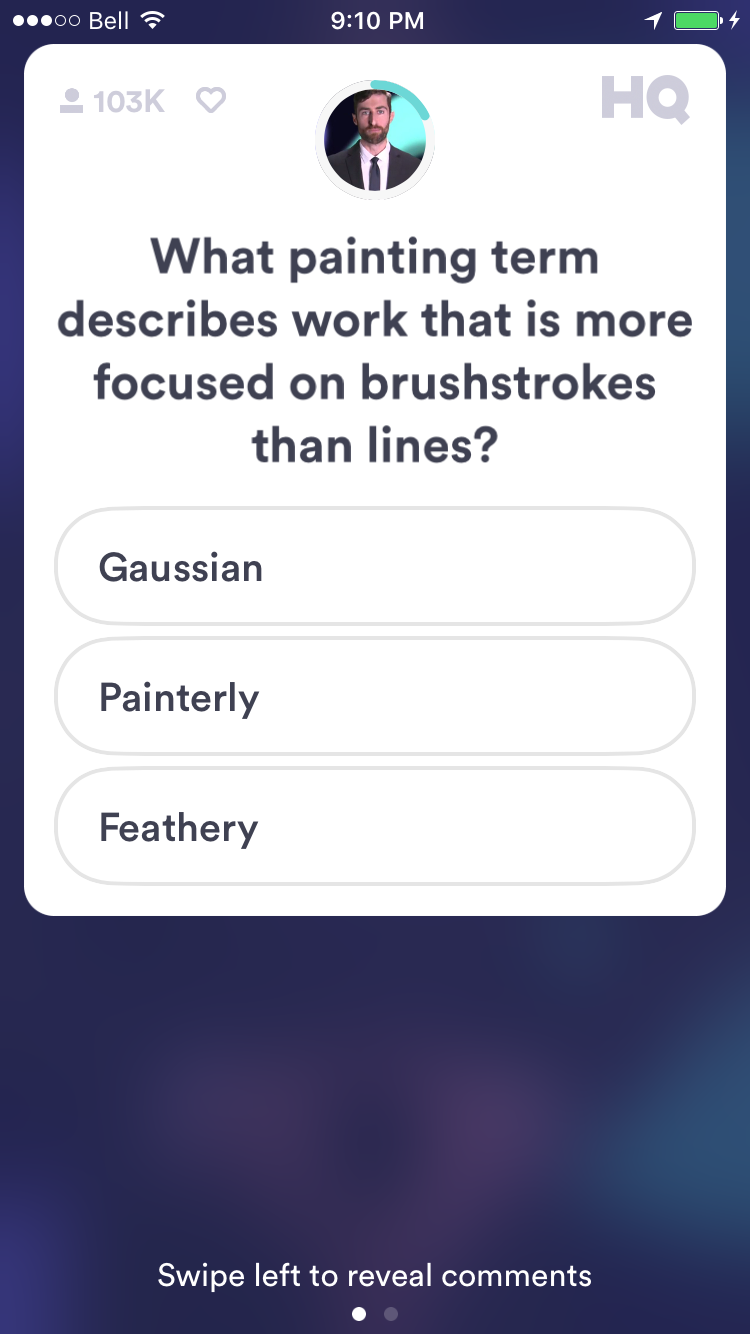 Bell 9:10 PM
103K HQ
What painting term
describes work that is more
focused on brushstrokes
than lines?
Gaussian
Painterly
Feathery
Swipe left to reveal comments